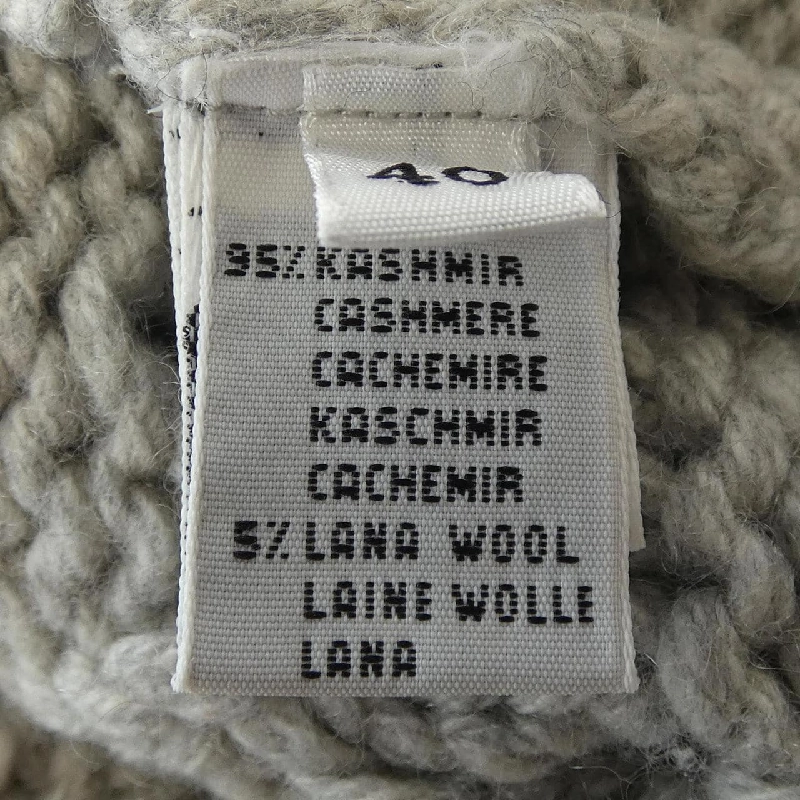 40
95% KASHMIR
CASHMERE
CACHEMIRE
KASCHMIR
CACHEMIR
5% LANA WOOL
LAINE WOLLE
LANA